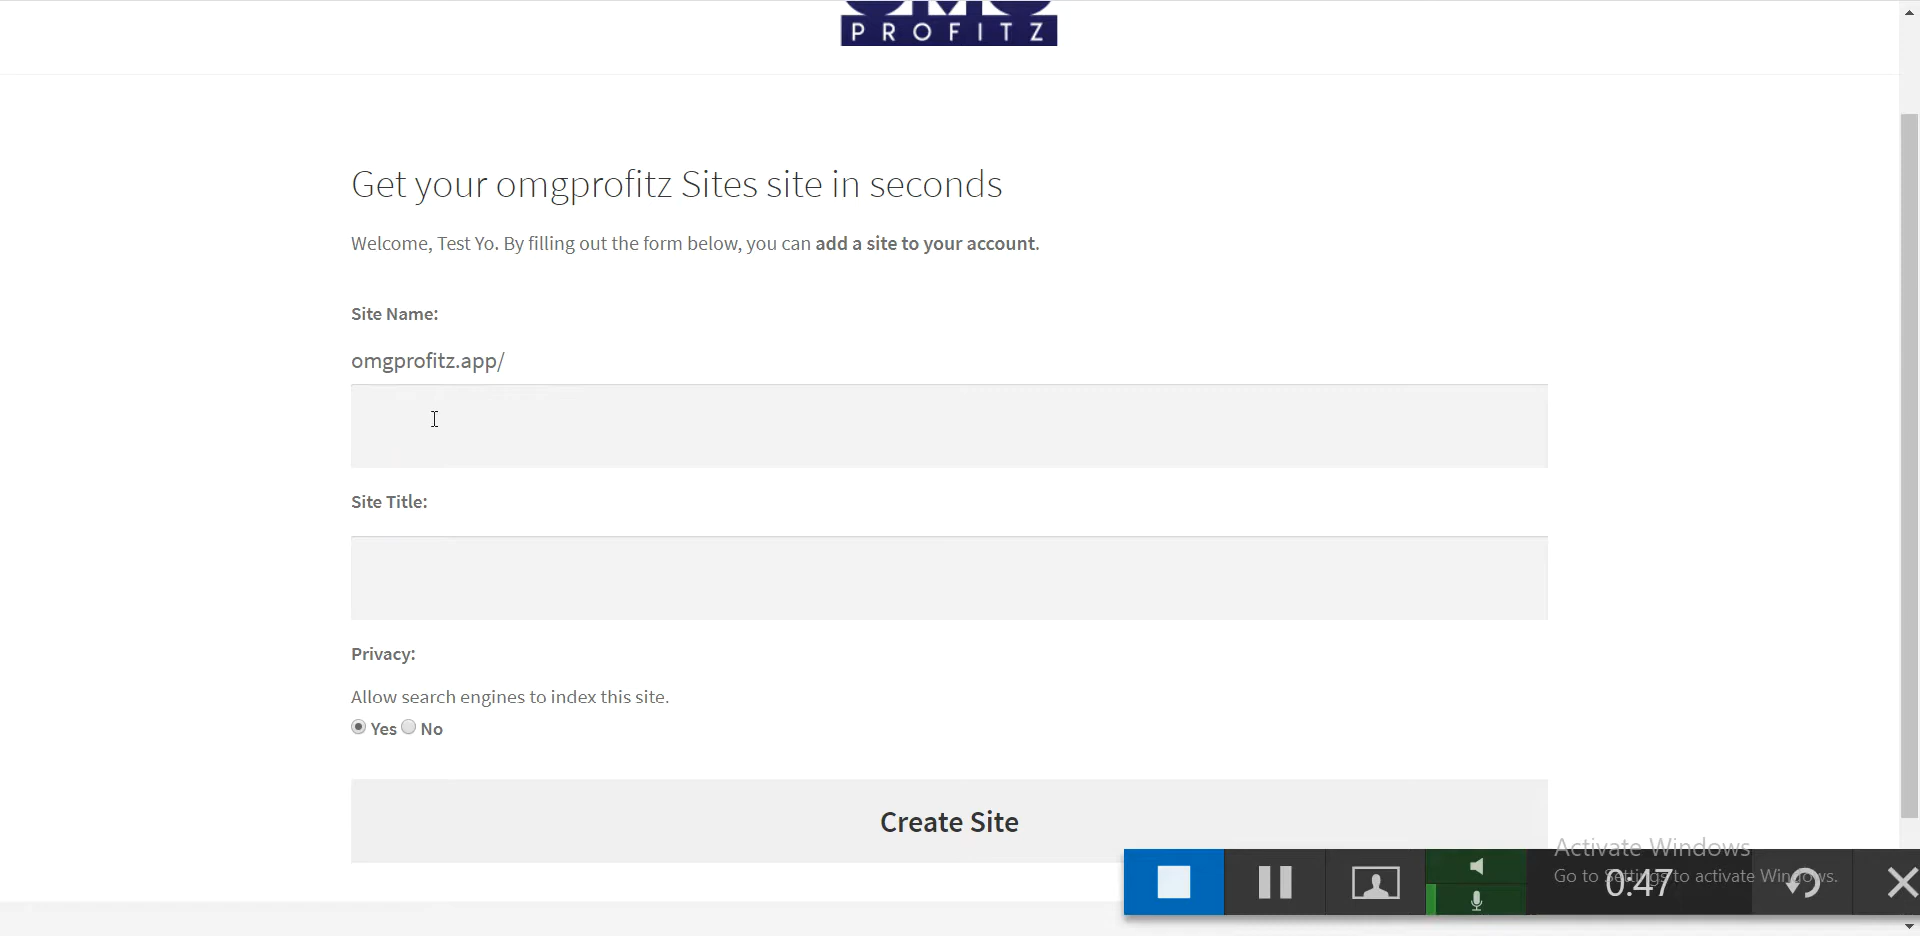 PROFITZ
Get your omgprofitz Sites site in seconds
Welcome, Test Yo. By filling out the form below, you can add a site to your account.
Site Name:
omgprofitz.app/
Site Title:
Privacy:
Allow search engines to index this site.
Yes No
Create Site
Activate Windows
Go to Settings to activate Windows.
0:47